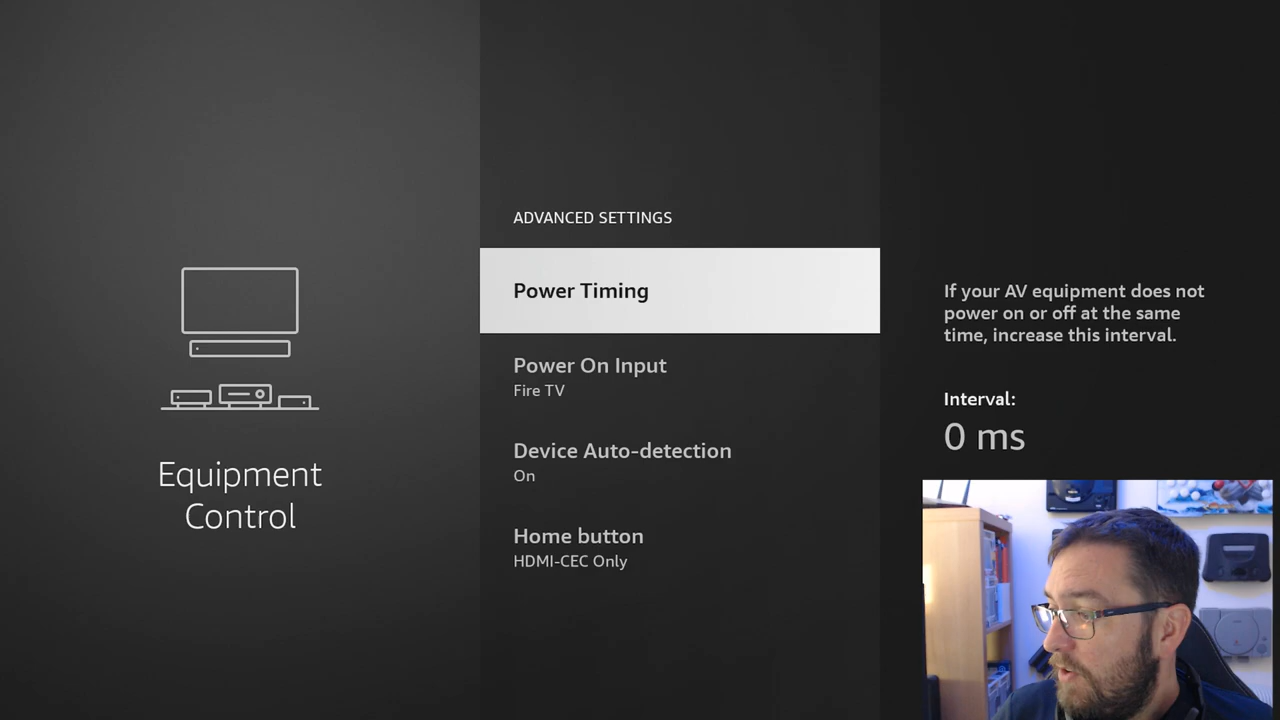 Equipment
Control
ADVANCED SETTINGS
Power Timing
Power On Input
Fire TV
Device Auto-detection
On
Home button
HDMI-CEC Only
If your AV equipment does not
power on or off at the same
time, increase this interval.
Interval:
0 ms